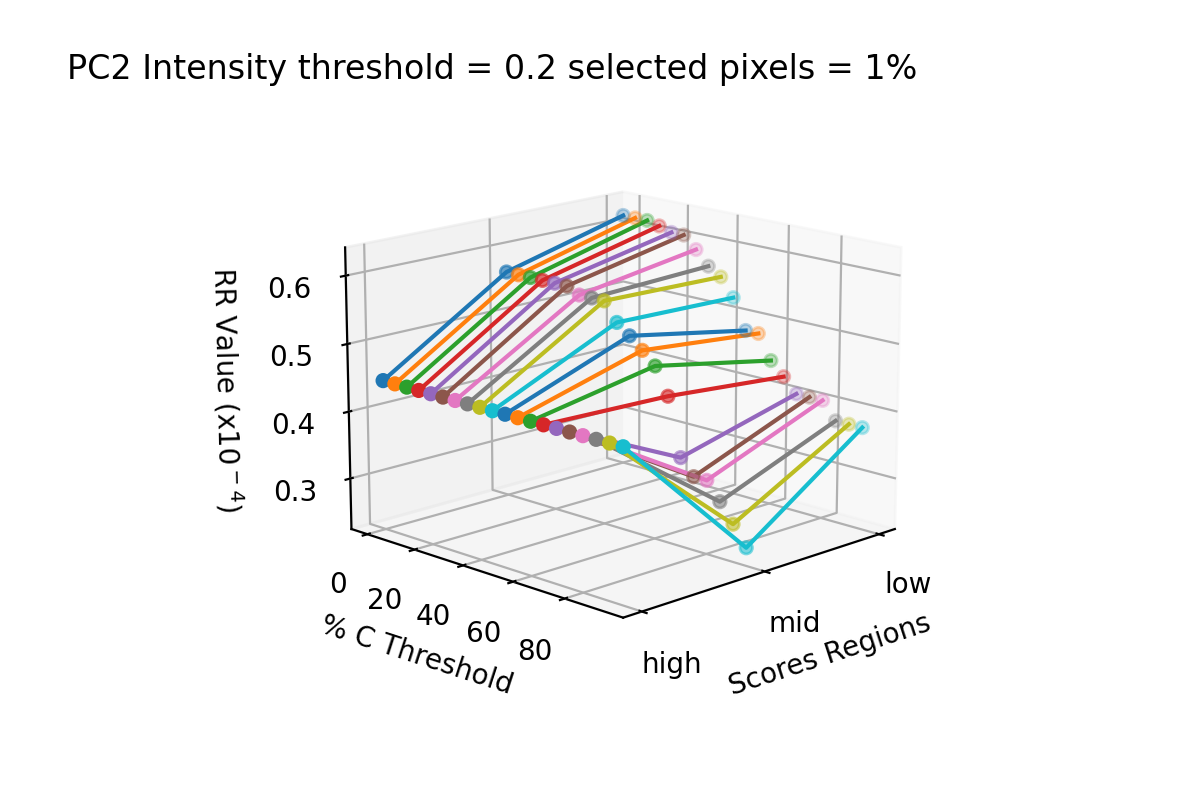 PC2 Intensity threshold = 0.2 selected pixels = 1%
RR Value (x10⁻⁴)
0.6
0.5
0.4
0.3
0
20
40
60
80
% C Threshold
high
mid
low
Scores Regions